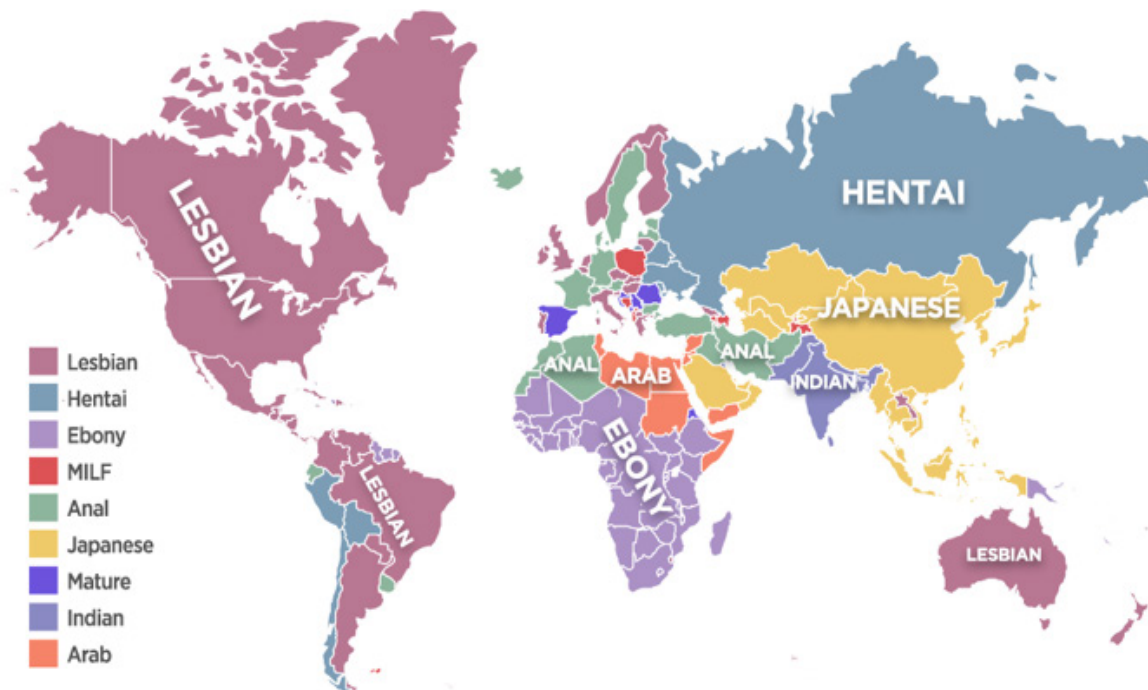 LESBIAN
HENTAI
JAPANESE
ANAL
ANAL
ARAB
INDIAN
EBONY
LESBIAN
LESBIAN
Lesbian
Hentai
Ebony
MILF
Anal
Japanese
Mature
Indian
Arab